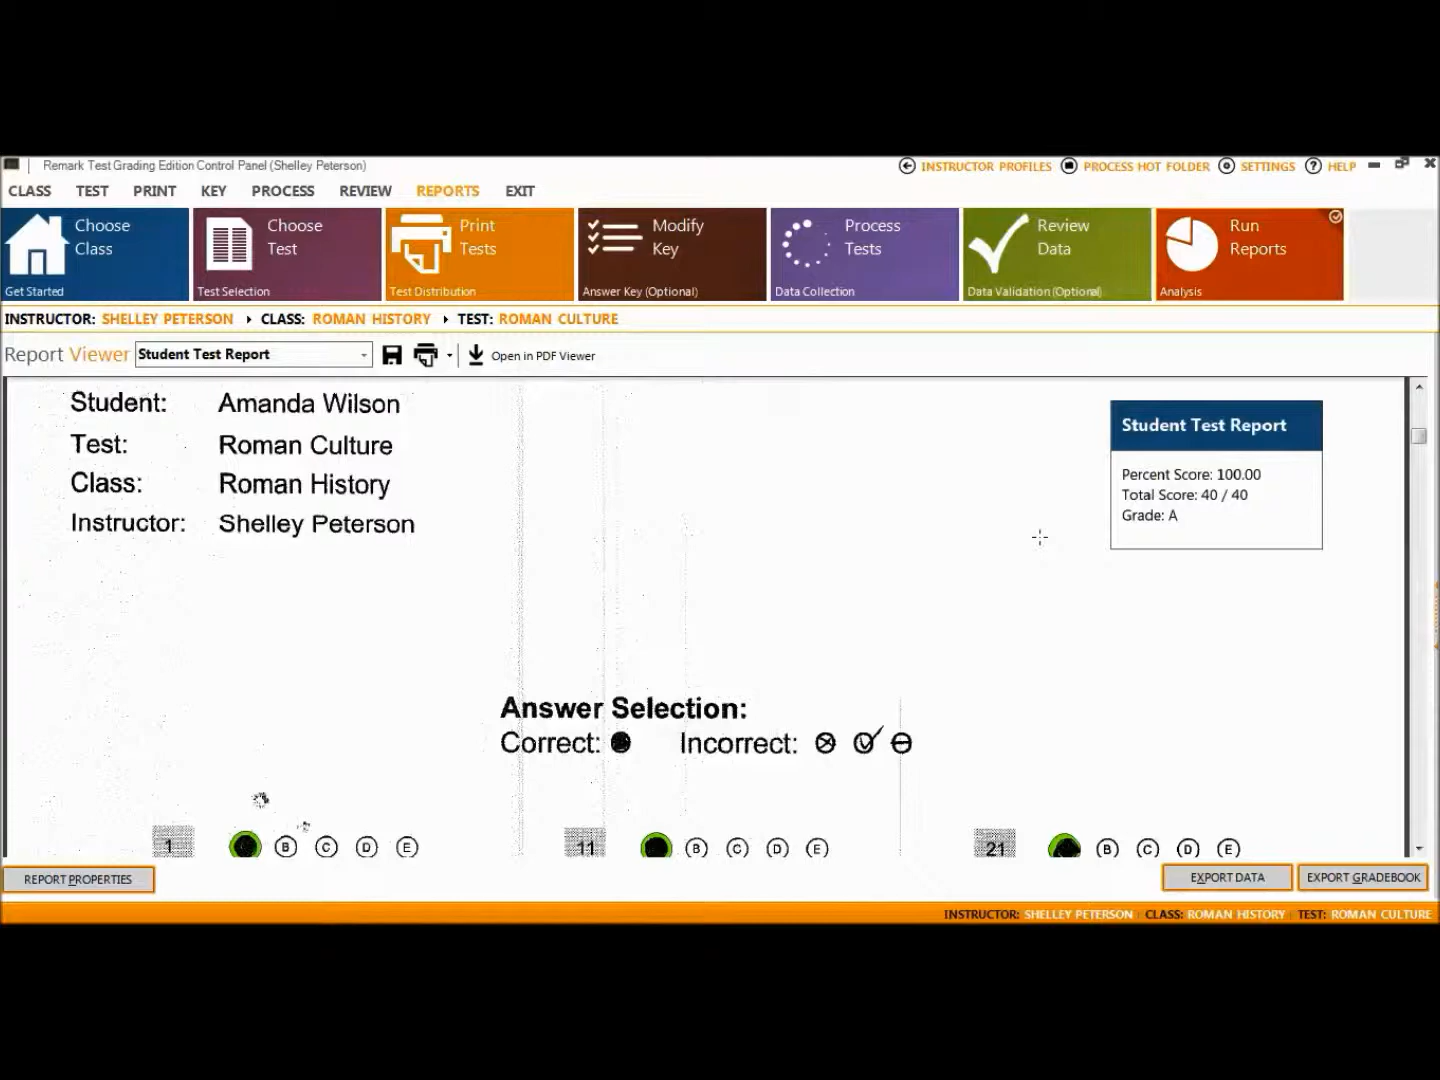 Remark Test Grading Edition Control Panel (Shelley Peterson)
INSTRUCTOR PROFILES PROCESS HOT FOLDER SETTINGS ? HELP
CLASS TEST PRINT KEY PROCESS REVIEW REPORTS EXIT
Choose Class
Get Started
Choose Test
Test Selection
Print Tests
Test Distribution
Modify Key
Answer Key (Optional)
Process Tests
Data Collection
Review Data
Data Validation (Optional)
Run Reports
Analysis
INSTRUCTOR: SHELLEY PETERSON CLASS: ROMAN HISTORY TEST: ROMAN CULTURE
Report Viewer Student Test Report Open in PDF Viewer
Student: Amanda Wilson
Test: Roman Culture
Class: Roman History
Instructor: Shelley Peterson
Student Test Report
Percent Score: 100.00
Total Score: 40 / 40
Grade: A
Answer Selection:
Correct: Incorrect:
1 B C D E 11 B C D E 21 B C D E
REPORT PROPERTIES EXPORT DATA EXPORT GRADEBOOK
INSTRUCTOR: SHELLEY PETERSON CLASS: ROMAN HISTORY TEST: ROMAN CULTURE